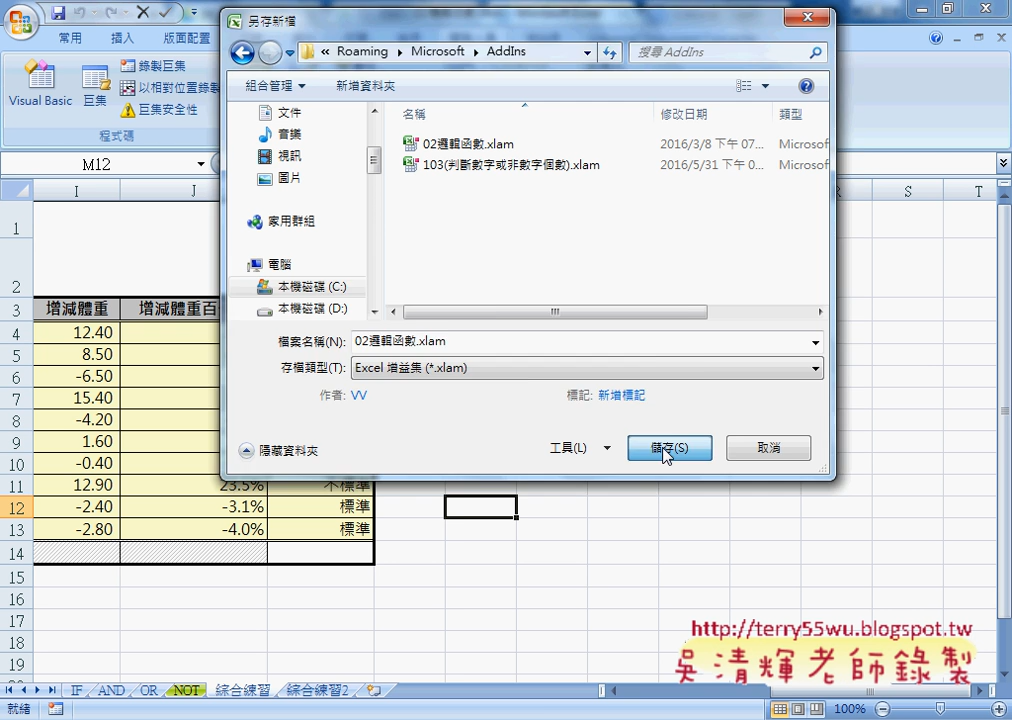 另存新檔
常用 插入 版面配置
Visual Basic 巨集
錄製巨集
以相對位置錄製
巨集安全性
程式碼
« Roaming Microsoft AddIns
搜尋 AddIns
組合管理 新增資料夾
文件
音樂
視訊
圖片
家用群組
電腦
本機磁碟 (C:)
本機磁碟 (D:)
名稱 修改日期 類型
02邏輯函數.xlam 2016/3/8 下午 07... Microsof
103(判斷數字或非數字個數).xlam 2016/5/31 下午 0... Microsof
檔案名稱(N): 02邏輯函數.xlam
存檔類型(T): Excel 增益集 (*.xlam)
作者: VV 標記: 新增標記
隱藏資料夾 工具(L) 儲存(S) 取消
M12
I J R S T
1
2
3 增減體重 增減體重百
4 12.40
5 8.50
6 -6.50
7 15.40
8 -4.20
9 1.60
10 -0.40
11 12.90 23.5% 不標準
12 -2.40 -3.1% 標準
13 -2.80 -4.0% 標準
14
15
16
17
18
19
http://terry55wu.blogspot.tw
吳清輝老師錄製
IF AND OR NOT 綜合練習 綜合練習2
就緒 100%